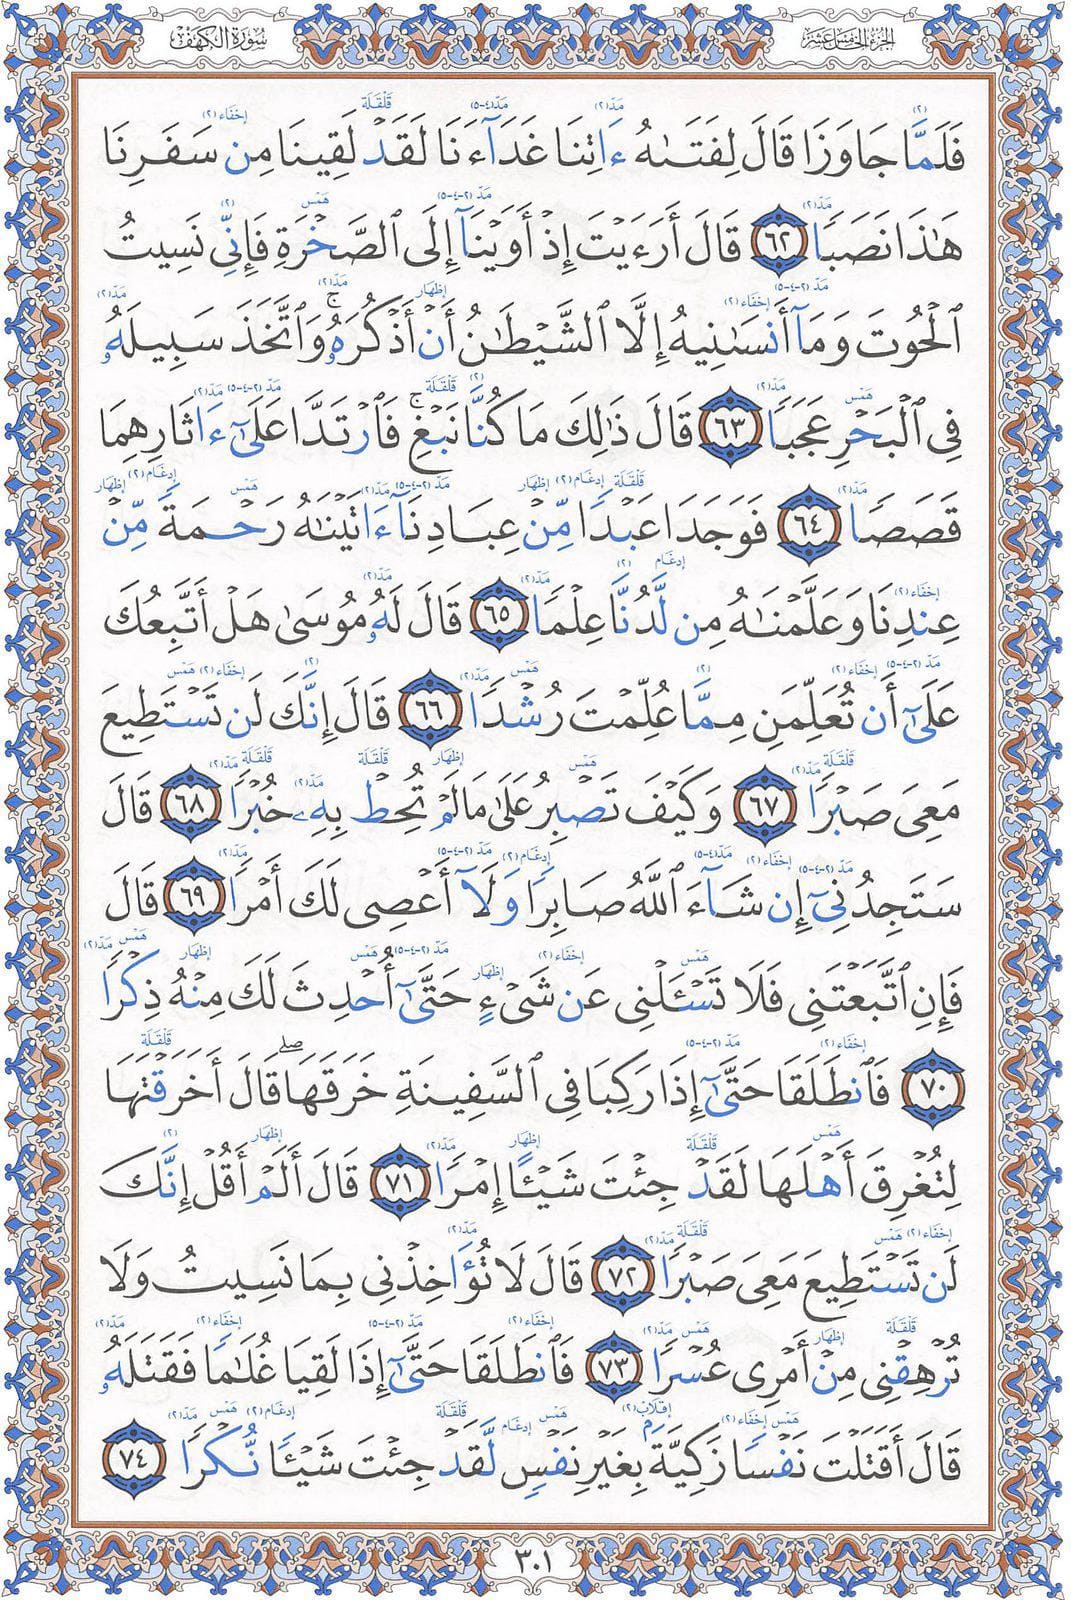 الجزء الخامس عشر
سورة الكهف
فَلَمَّا جَاوَزَا قَالَ لِفَتَىٰهُ ءَاتِنَا غَدَآءَنَا لَقَدۡ لَقِينَا مِن سَفَرِنَا
هَٰذَا نَصَبٗا ٦٢ قَالَ أَرَءَيۡتَ إِذۡ أَوَيۡنَآ إِلَى ٱلصَّخۡرَةِ فَإِنِّي نَسِيتُ
ٱلۡحُوتَ وَمَآ أَنسَىٰنِيهُ إِلَّا ٱلشَّيۡطَٰنُ أَنۡ أَذۡكُرَهُۥۚ وَٱتَّخَذَ سَبِيلَهُۥ
فِي ٱلۡبَحۡرِ عَجَبٗا ٦٣ قَالَ ذَٰلِكَ مَا كُنَّا نَبۡغِۚ فَٱرۡتَدَّا عَلَىٰٓ ءَاثَارِهِمَا
قَصَصٗا ٦٤ فَوَجَدَا عَبۡدٗا مِّنۡ عِبَادِنَآ ءَاتَيۡنَٰهُ رَحۡمَةٗ مِّنۡ
عِندِنَا وَعَلَّمۡنَٰهُ مِن لَّدُنَّا عِلۡمٗا ٦٥ قَالَ لَهُۥ مُوسَىٰ هَلۡ أَتَّبِعُكَ
عَلَىٰٓ أَن تُعَلِّمَنِ مِمَّا عُلِّمۡتَ رُشۡدٗا ٦٦ قَالَ إِنَّكَ لَن تَسۡتَطِيعَ
مَعِيَ صَبۡرٗا ٦٧ وَكَيۡفَ تَصۡبِرُ عَلَىٰ مَا لَمۡ تُحِطۡ بِهِۦ خُبۡرٗا ٦٨ قَالَ
سَتَجِدُنِيٓ إِن شَآءَ ٱللَّهُ صَابِرٗا وَلَآ أَعۡصِي لَكَ أَمۡرٗا ٦٩ قَالَ
فَإِنِ ٱتَّبَعۡتَنِي فَلَا تَسۡـَٔلۡنِي عَن شَيۡءٍ حَتَّىٰٓ أُحۡدِثَ لَكَ مِنۡهُ ذِكۡرٗا
٧٠ فَٱنطَلَقَا حَتَّىٰٓ إِذَا رَكِبَا فِي ٱلسَّفِينَةِ خَرَقَهَاۖ قَالَ أَخَرَقۡتَهَا
لِتُغۡرِقَ أَهۡلَهَا لَقَدۡ جِئۡتَ شَيۡـًٔا إِمۡرٗا ٧١ قَالَ أَلَمۡ أَقُلۡ إِنَّكَ
لَن تَسۡتَطِيعَ مَعِيَ صَبۡرٗا ٧٢ قَالَ لَا تُؤَاخِذۡنِي بِمَا نَسِيتُ وَلَا
تُرۡهِقۡنِي مِنۡ أَمۡرِي عُسۡرٗا ٧٣ فَٱنطَلَقَا حَتَّىٰٓ إِذَا لَقِيَا غُلَٰمٗا فَقَتَلَهُۥ
قَالَ أَقَتَلۡتَ نَفۡسٗا زَكِيَّةَۢ بِغَيۡرِ نَفۡسٖ لَّقَدۡ جِئۡتَ شَيۡـٔٗا نُّكۡرٗا ٧٤
٣٠١